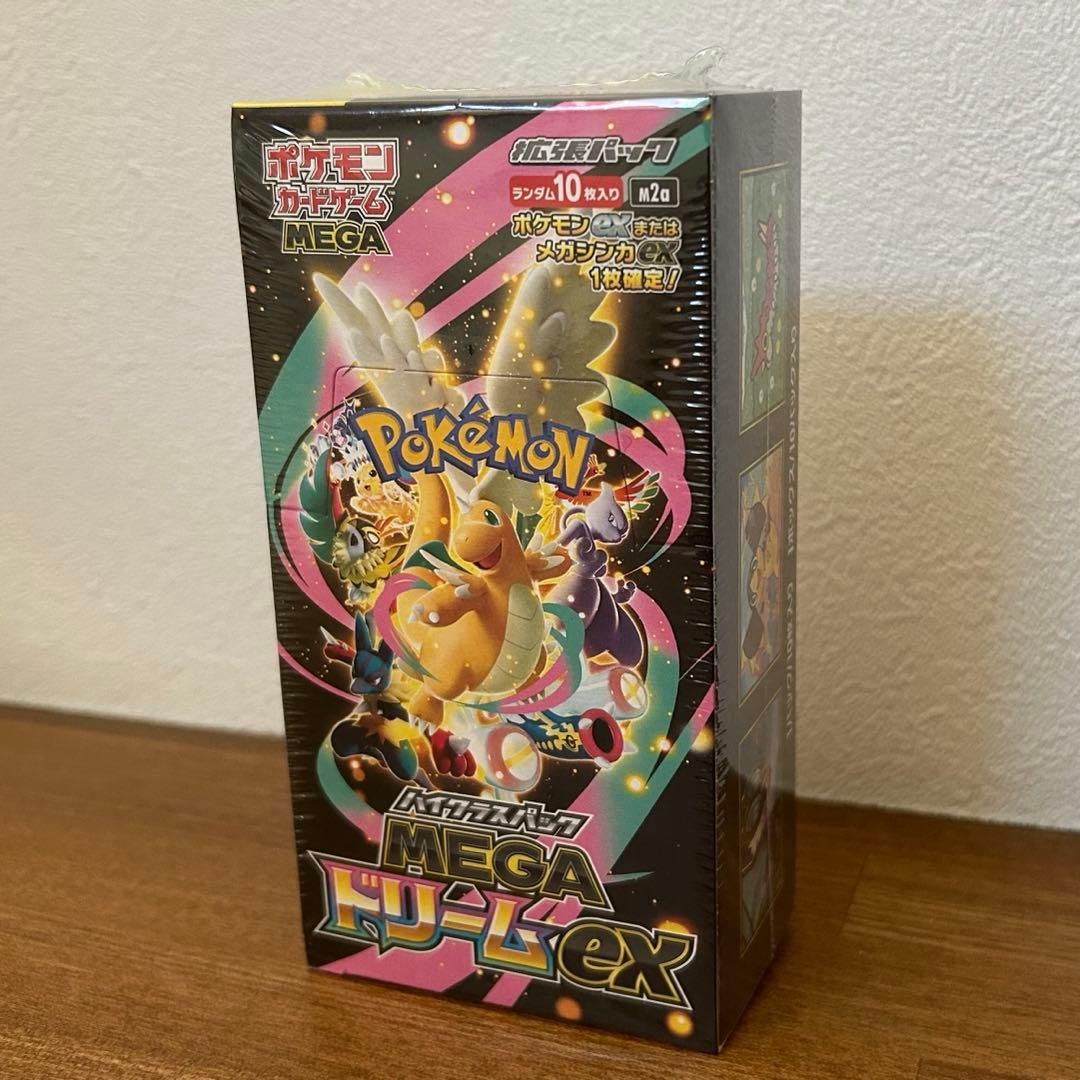 ポケモン
カードゲーム™
MEGA
拡張パック
ランダム10枚入り M2a
ポケモンexまたは
メガシンカex
1枚確定!
POKÉMON™
ハイクラスパック
MEGA
ドリームex